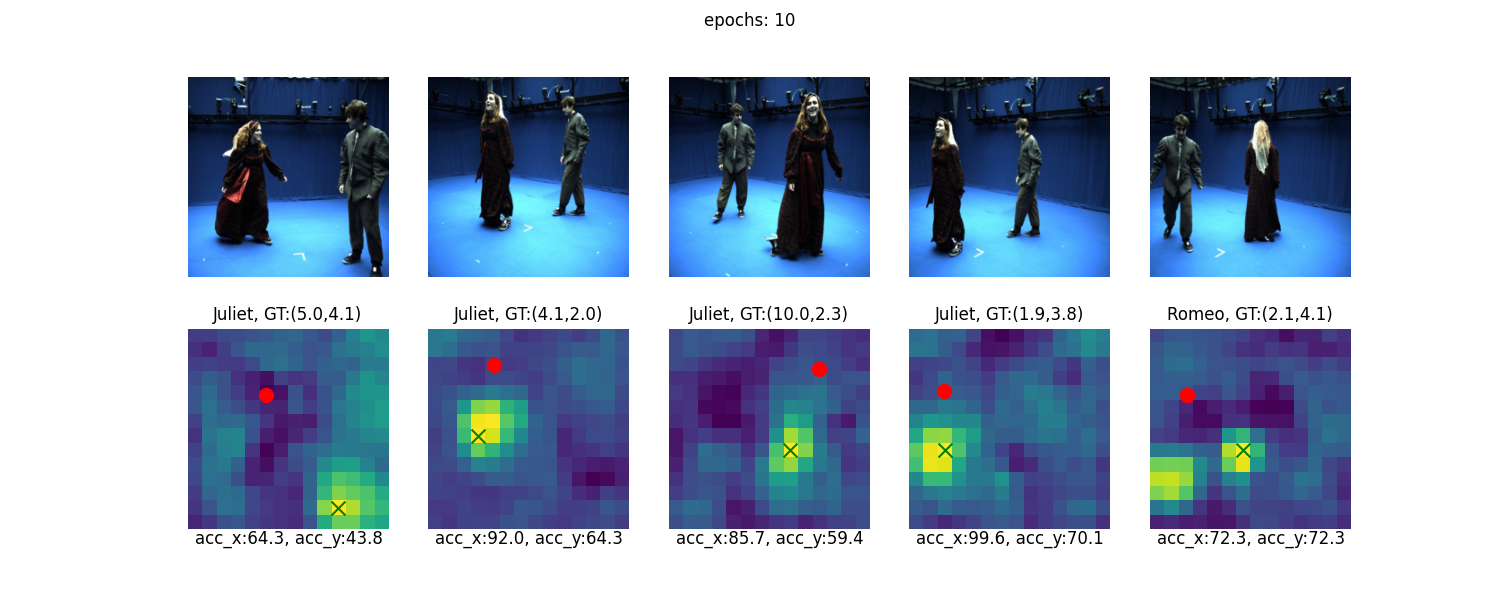 epochs: 10
Juliet, GT:(5.0,4.1)
Juliet, GT:(4.1,2.0)
Juliet, GT:(10.0,2.3)
Juliet, GT:(1.9,3.8)
Romeo, GT:(2.1,4.1)
acc_x:64.3, acc_y:43.8
acc_x:92.0, acc_y:64.3
acc_x:85.7, acc_y:59.4
acc_x:99.6, acc_y:70.1
acc_x:72.3, acc_y:72.3